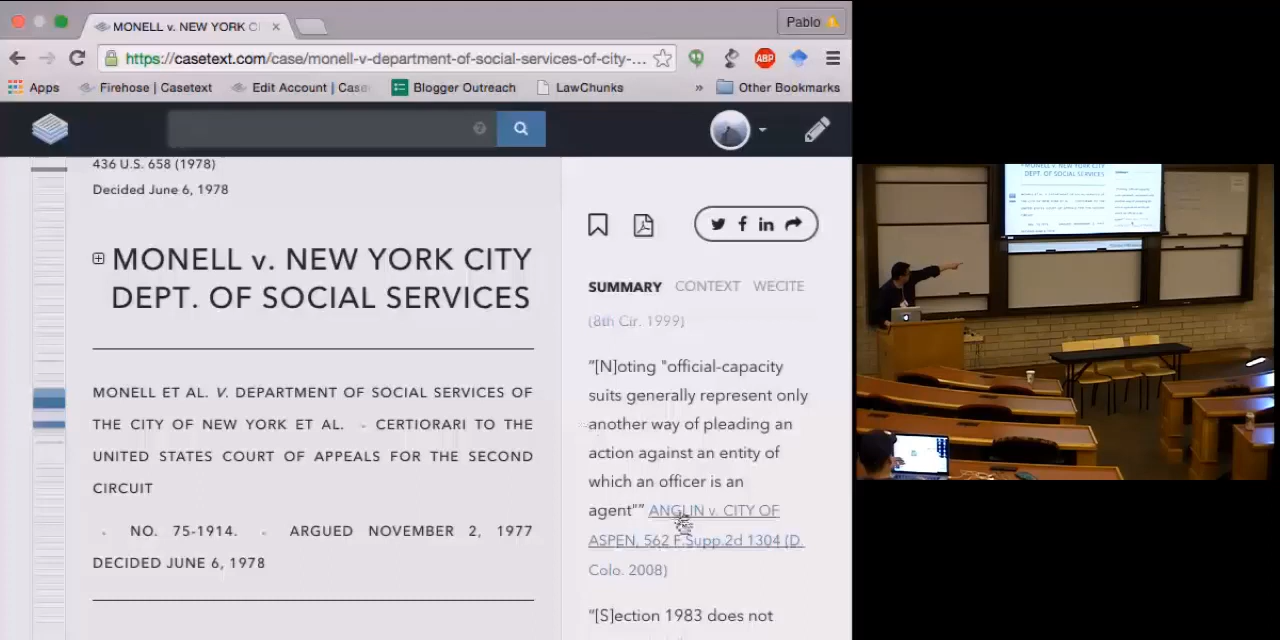 MONELL v. NEW YORK C
Pablo
https://casetext.com/case/monell-v-department-of-social-services-of-city-...
ABP
Apps
Firehose | Casetext
Edit Account | Case
Blogger Outreach
LawChunks
»
Other Bookmarks
436 U.S. 658 (1978)
Decided June 6, 1978
MONELL v. NEW YORK CITY
DEPT. OF SOCIAL SERVICES
MONELL ET AL. V. DEPARTMENT OF SOCIAL SERVICES OF
THE CITY OF NEW YORK ET AL. - CERTIORARI TO THE
UNITED STATES COURT OF APPEALS FOR THE SECOND
CIRCUIT
- NO. 75-1914. - ARGUED NOVEMBER 2, 1977
DECIDED JUNE 6, 1978
SUMMARY CONTEXT WECITE
(8th Cir. 1999)
"[N]oting "official-capacity
suits generally represent only
another way of pleading an
action against an entity of
which an officer is an
agent"" ANGLIN v. CITY OF
ASPEN, 562 F.Supp.2d 1304 (D.
Colo. 2008)
"[S]ection 1983 does not
MONELL v. NEW YORK CITY
DEPT. OF SOCIAL SERVICES